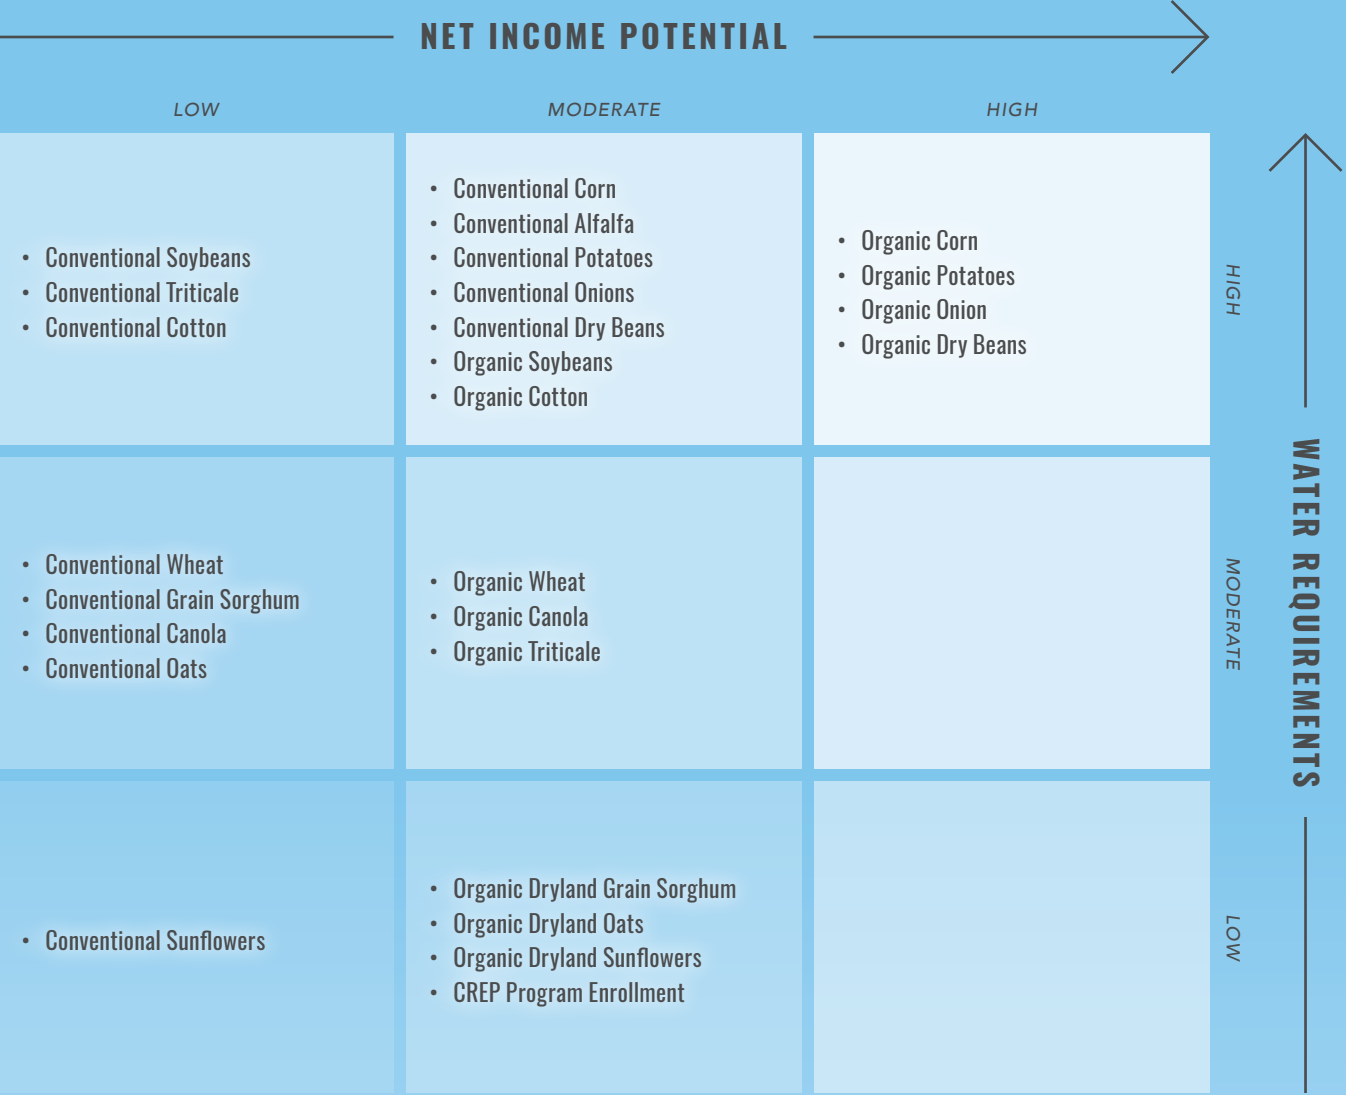 NET INCOME POTENTIAL
LOW
MODERATE
HIGH
• Conventional Soybeans
• Conventional Triticale
• Conventional Cotton
• Conventional Corn
• Conventional Alfalfa
• Conventional Potatoes
• Conventional Onions
• Conventional Dry Beans
• Organic Soybeans
• Organic Cotton
• Organic Corn
• Organic Potatoes
• Organic Onion
• Organic Dry Beans
HIGH
• Conventional Wheat
• Conventional Grain Sorghum
• Conventional Canola
• Conventional Oats
• Organic Wheat
• Organic Canola
• Organic Triticale
MODERATE
WATER REQUIREMENTS
• Conventional Sunflowers
• Organic Dryland Grain Sorghum
• Organic Dryland Oats
• Organic Dryland Sunflowers
• CREP Program Enrollment
LOW